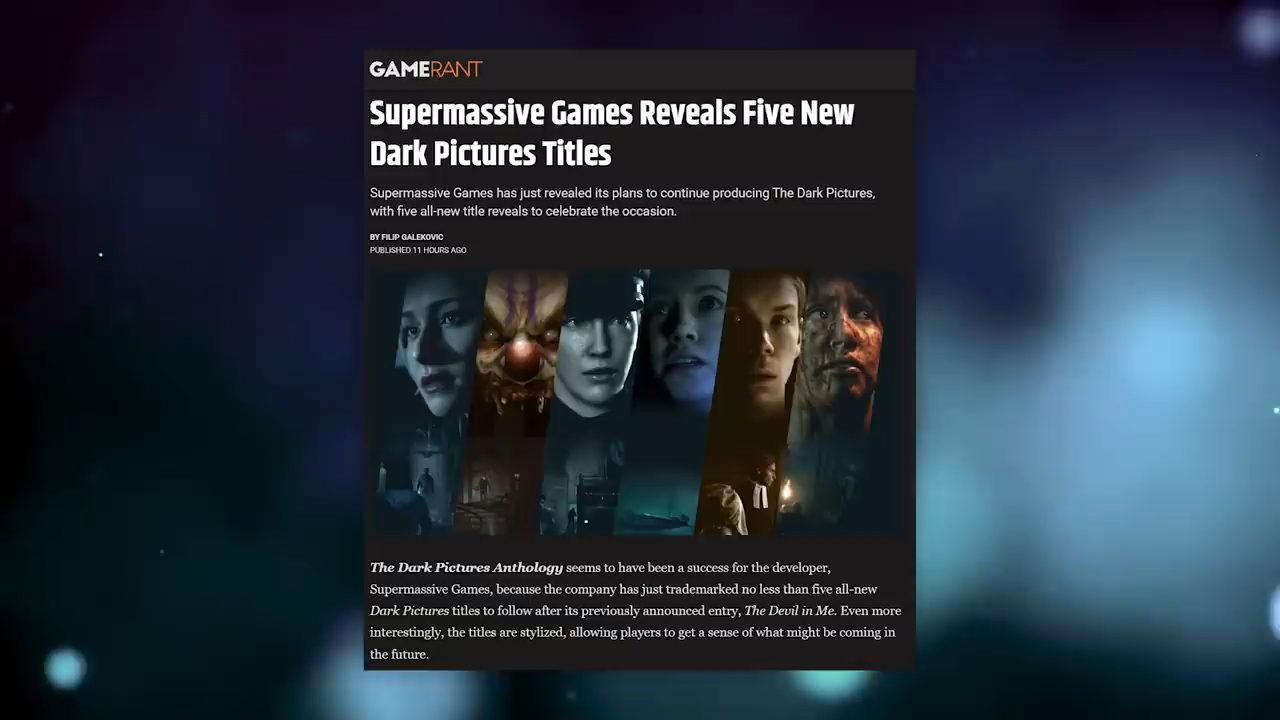 GAMERANT
Supermassive Games Reveals Five New
Dark Pictures Titles
Supermassive Games has just revealed its plans to continue producing The Dark Pictures,
with five all-new title reveals to celebrate the occasion.
BY FILIP GALEKOVIC
PUBLISHED 11 HOURS AGO
The Dark Pictures Anthology seems to have been a success for the developer,
Supermassive Games, because the company has just trademarked no less than five all-new
Dark Pictures titles to follow after its previously announced entry, The Devil in Me. Even more
interestingly, the titles are stylized, allowing players to get a sense of what might be coming in
the future.